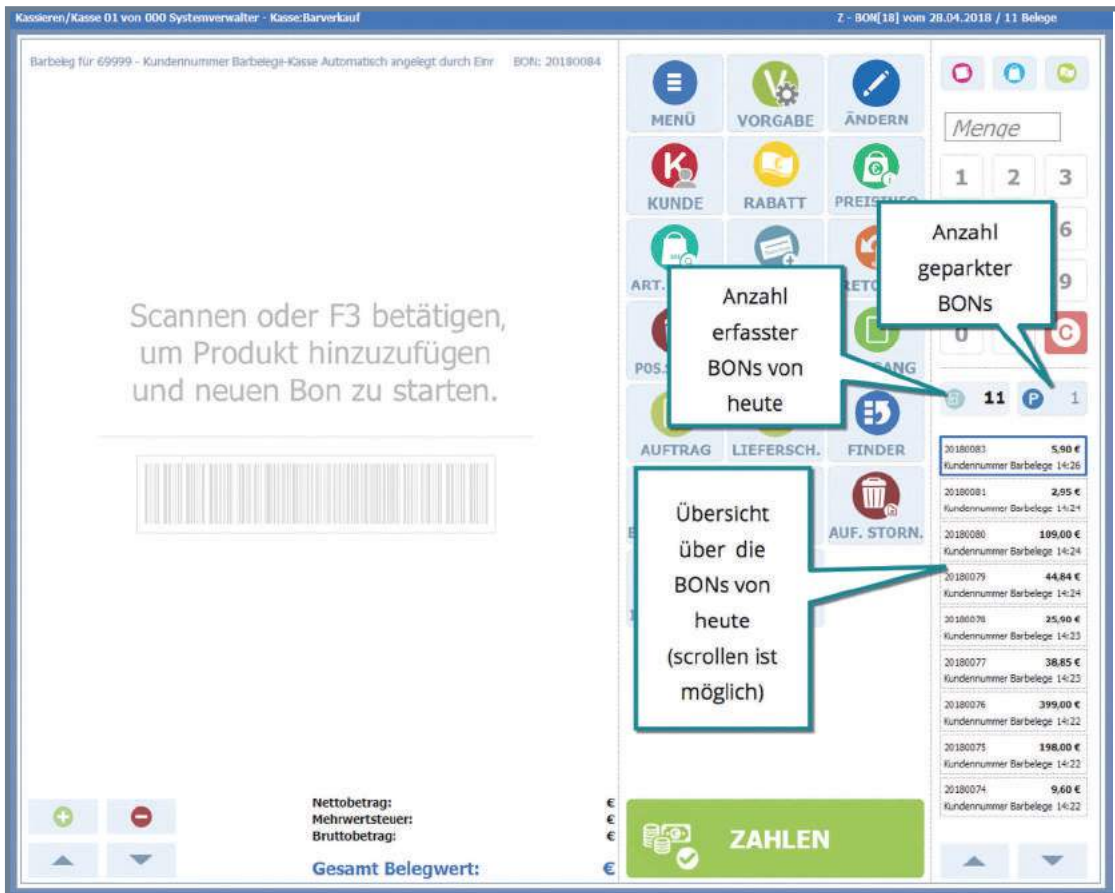 Kassieren/Kasse 01 von 000 Systemverwalter - Kasse:Barverkauf
Z - BON[18] vom 28.04.2018 / 11 Belege
Barbeleg für 69999 - Kundennummer Barbelege-Kasse Automatisch angelegt durch Einr
BON: 20180084
Scannen oder F3 betätigen,
um Produkt hinzuzufügen
und neuen Bon zu starten.
Nettobetrag: €
Mehrwertsteuer: €
Bruttobetrag: €
Gesamt Belegwert: €
MENÜ VORGABE ÄNDERN
KUNDE RABATT
ART.
AUFTRAG LIEFERSCH. FINDER
AUF. STORN.
ZAHLEN
Anzahl
erfasster
BONs von
heute
Anzahl
geparkter
BONs
Übersicht
über die
BONs von
heute
(scrollen ist
möglich)
Menge
1 2 3
6
9
0 C
11 P 1
20180083 5,90 €
Kundennummer Barbelege 14:26
20180081 2,95 €
Kundennummer Barbelege 14:24
20180080 109,00 €
Kundennummer Barbelege 14:24
20180079 44,84 €
Kundennummer Barbelege 14:24
20180078 25,90 €
Kundennummer Barbelege 14:23
20180077 38,85 €
Kundennummer Barbelege 14:23
20180076 399,00 €
Kundennummer Barbelege 14:22
20180075 198,00 €
Kundennummer Barbelege 14:22
20180074 9,60 €
Kundennummer Barbelege 14:22